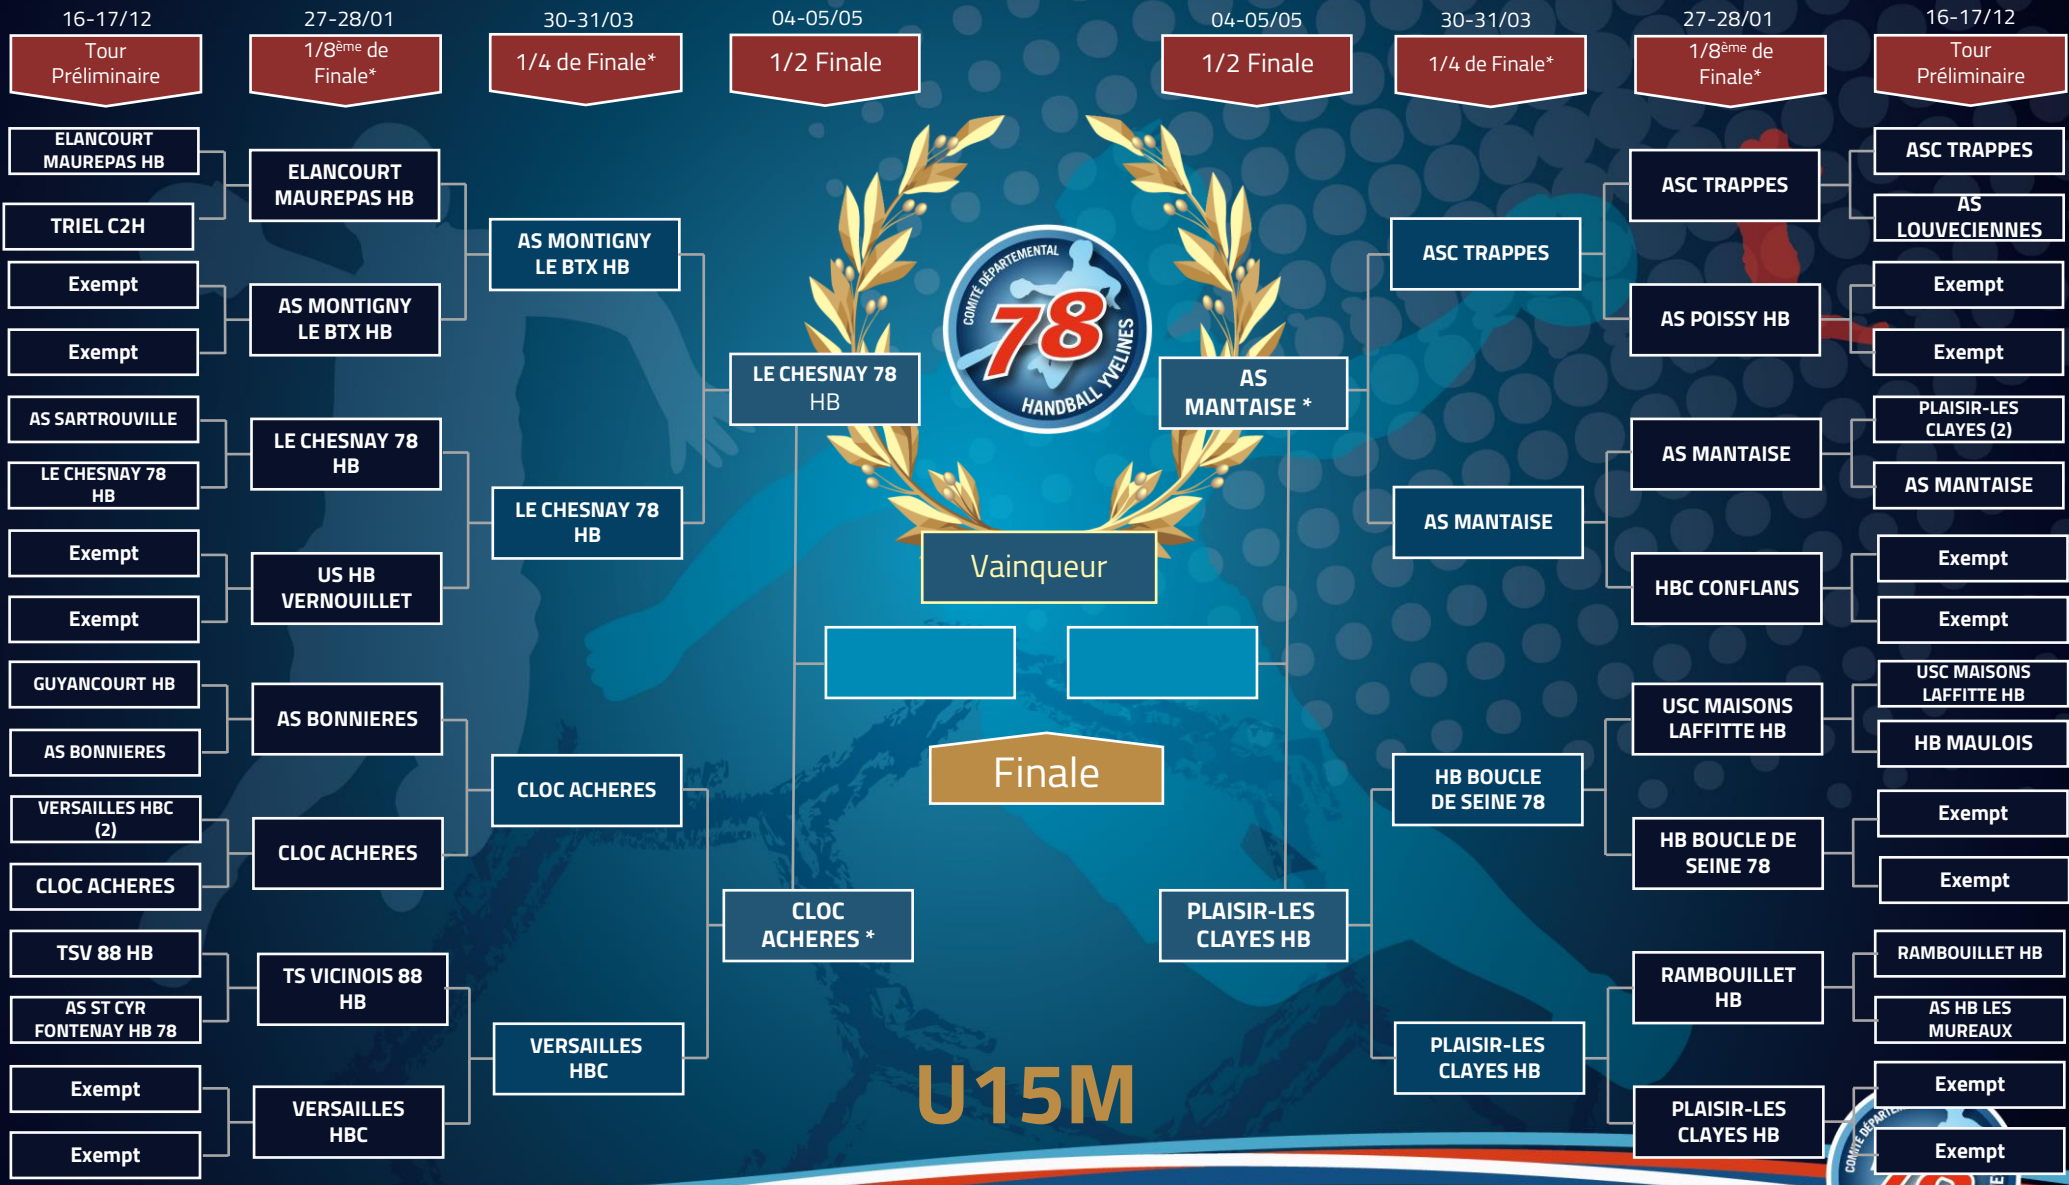 16-17/12
27-28/01
30-31/03
04-05/05
04-05/05
30-31/03
27-28/01
16-17/12
Tour
Préliminaire
1/8ème de
Finale*
1/4 de Finale*
1/2 Finale
1/2 Finale
1/4 de Finale*
1/8ème de
Finale*
Tour
Préliminaire
ELANCOURT
MAUREPAS HB
TRIEL C2H
Exempt
Exempt
AS SARTROUVILLE
LE CHESNAY 78
HB
Exempt
Exempt
GUYANCOURT HB
AS BONNIERES
VERSAILLES HBC
(2)
CLOC ACHERES
TSV 88 HB
AS ST CYR
FONTENAY HB 78
Exempt
Exempt
ELANCOURT
MAUREPAS HB
AS MONTIGNY
LE BTX HB
LE CHESNAY 78
HB
US HB
VERNOUILLET
AS BONNIERES
CLOC ACHERES
TS VICINOIS 88
HB
VERSAILLES
HBC
AS MONTIGNY
LE BTX HB
LE CHESNAY 78
HB
CLOC ACHERES
VERSAILLES
HBC
LE CHESNAY 78
HB
CLOC
ACHERES *
COMITÉ DÉPARTEMENTAL
78
HANDBALL YVELINES
Vainqueur
Finale
U15M
AS
MANTAISE *
PLAISIR-LES
CLAYES HB
ASC TRAPPES
AS MANTAISE
HB BOUCLE
DE SEINE 78
PLAISIR-LES
CLAYES HB
ASC TRAPPES
AS POISSY HB
AS MANTAISE
HBC CONFLANS
USC MAISONS
LAFFITTE HB
HB BOUCLE DE
SEINE 78
RAMBOUILLET
HB
PLAISIR-LES
CLAYES HB
ASC TRAPPES
AS
LOUVECIENNES
Exempt
Exempt
PLAISIR-LES
CLAYES (2)
AS MANTAISE
Exempt
Exempt
USC MAISONS
LAFFITTE HB
HB MAULOIS
Exempt
Exempt
RAMBOUILLET HB
AS HB LES
MUREAUX
Exempt
Exempt